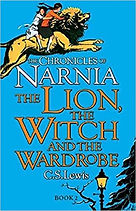 THE CHRONICLES OF
NARNIA
THE LION,
THE
WITCH
AND THE
WARDROBE
C.S. Lewis
BOOK 2